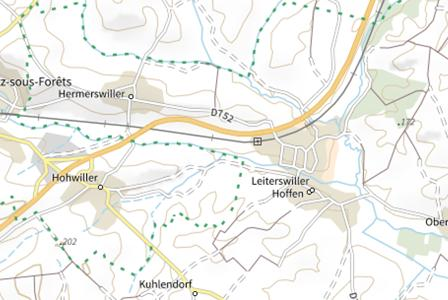 z-sous-Forêts
Hermerswiller
D752
.172
Hohwiller
Leiterswiller
Hoffen
Ober
.202
Kuhlendorf
D